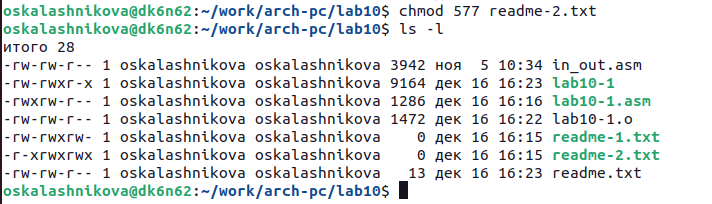 oskalashnikova@dk6n62:~/work/arch-pc/lab10$ chmod 577 readme-2.txt
oskalashnikova@dk6n62:~/work/arch-pc/lab10$ ls -l
итого 28
-rw-rw-r-- 1 oskalashnikova oskalashnikova 3942 ноя  5 10:34 in_out.asm
-rw-rwxr-x 1 oskalashnikova oskalashnikova 9164 дек 16 16:23 lab10-1
-rwxrw-r-- 1 oskalashnikova oskalashnikova 1286 дек 16 16:16 lab10-1.asm
-rw-rw-r-- 1 oskalashnikova oskalashnikova 1472 дек 16 16:22 lab10-1.o
-rw-rwxrw- 1 oskalashnikova oskalashnikova    0 дек 16 16:15 readme-1.txt
-r-xrwxrwx 1 oskalashnikova oskalashnikova    0 дек 16 16:15 readme-2.txt
-rw-rw-r-- 1 oskalashnikova oskalashnikova   13 дек 16 16:23 readme.txt
oskalashnikova@dk6n62:~/work/arch-pc/lab10$